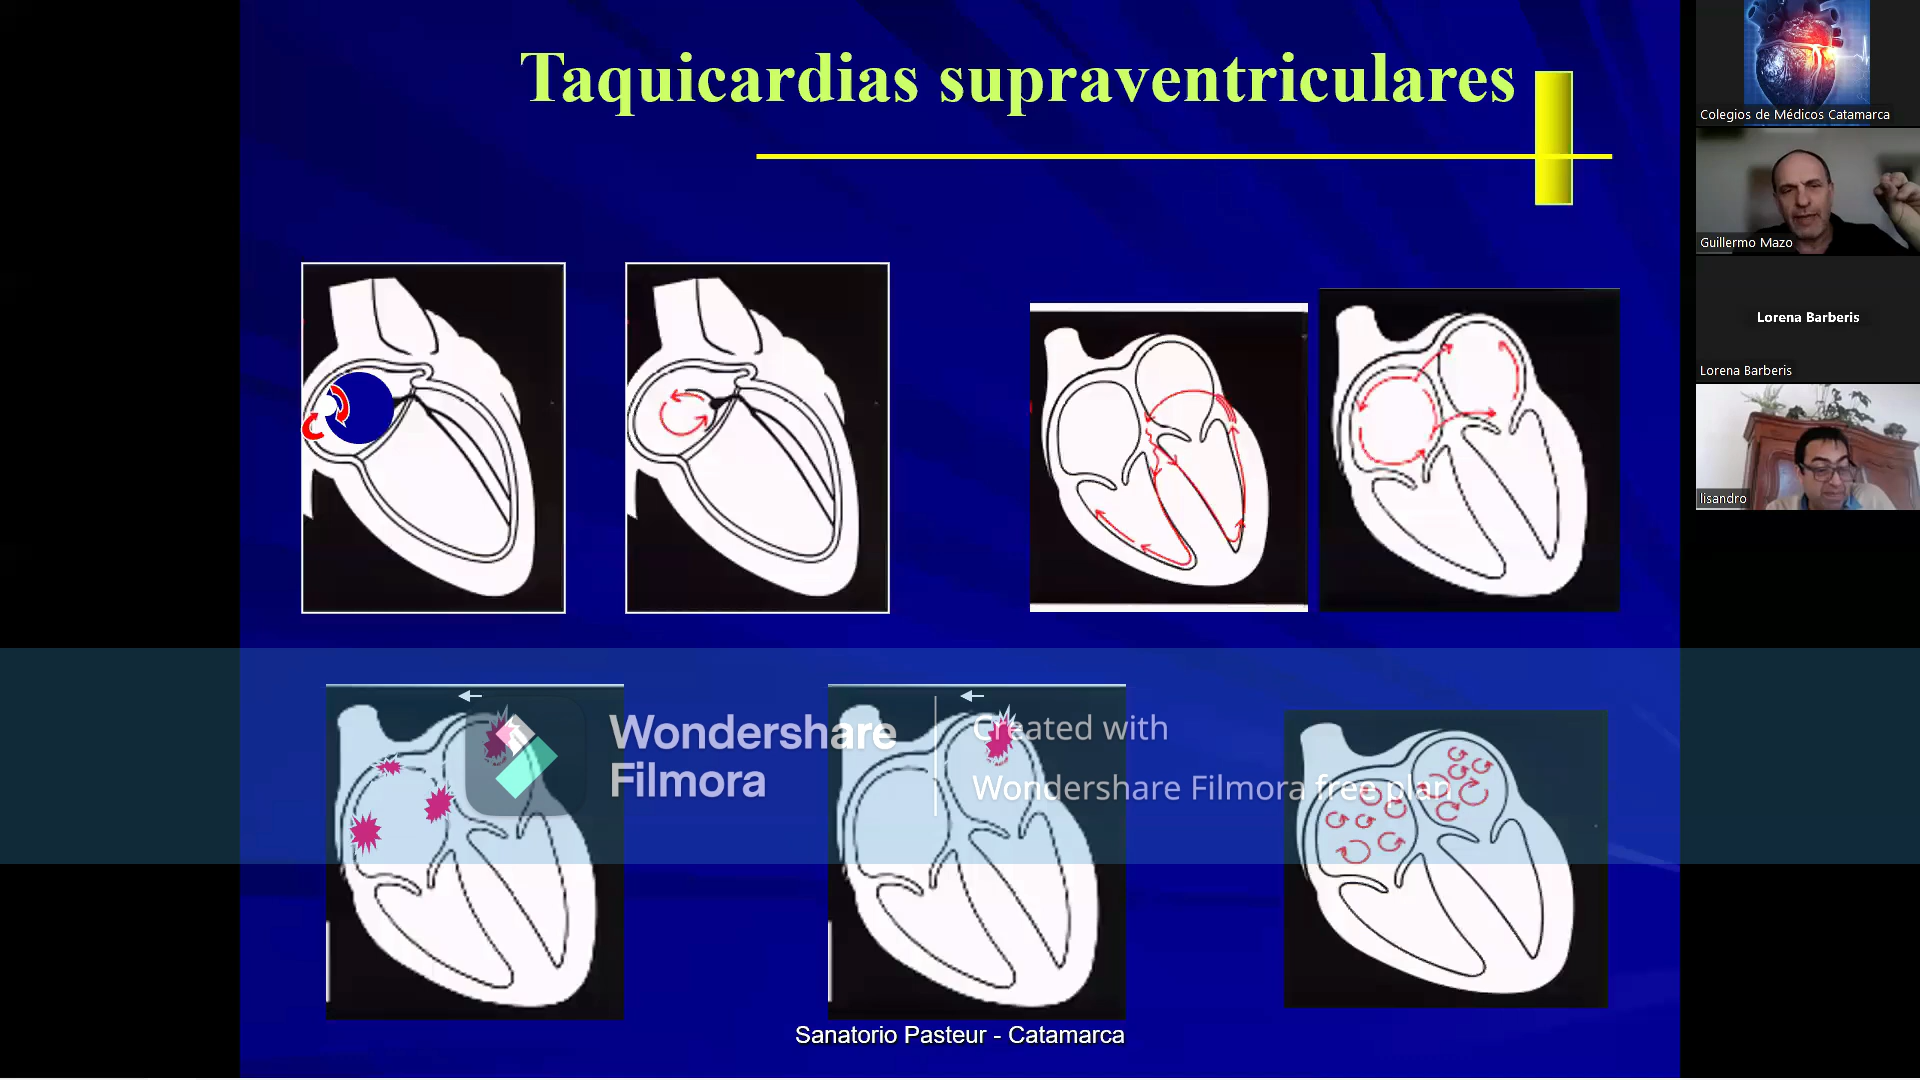 Taquicardias supraventriculares
Colegios de Médicos Catamarca
Guillermo Mazo
Lorena Barberis
Lorena Barberis
lisandro
Wondershare
Filmora
Created with
Wondershare Filmora free plan
Sanatorio Pasteur - Catamarca